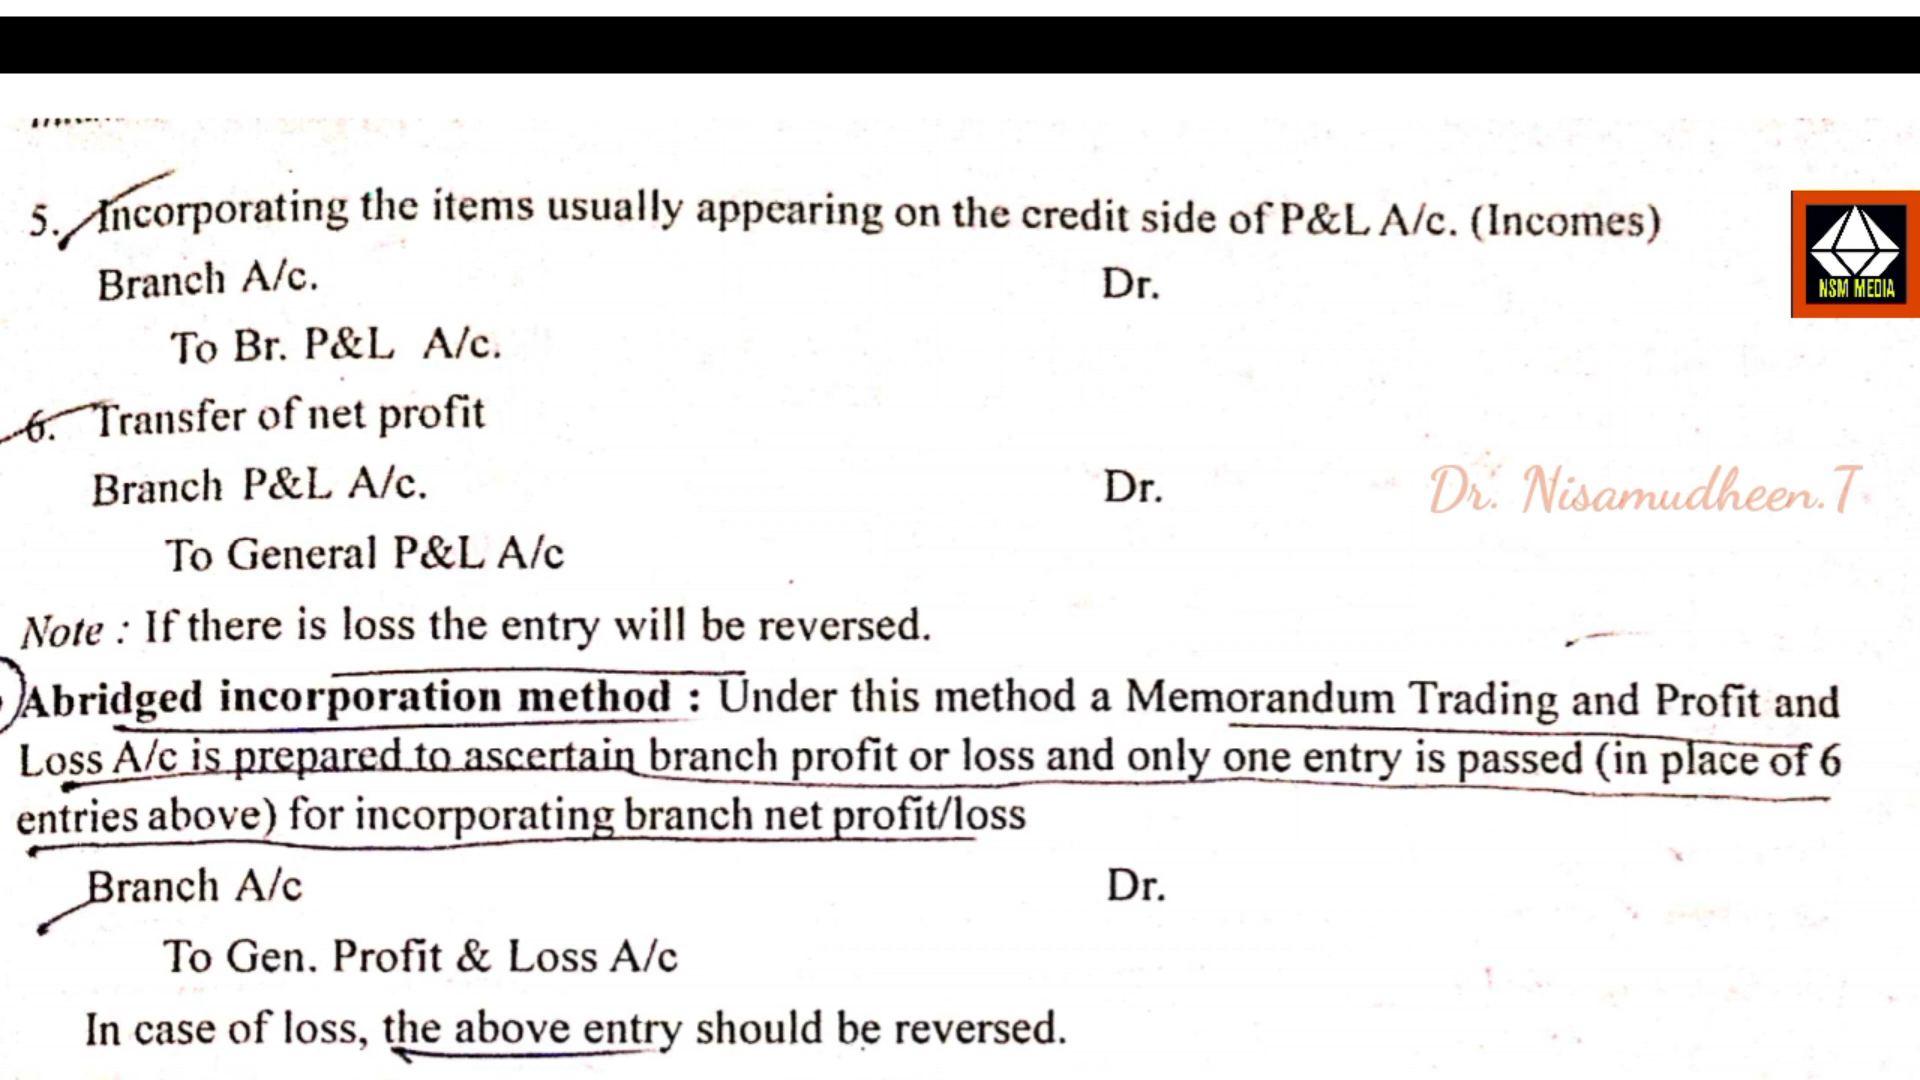 5. Incorporating the items usually appearing on the credit side of P&L A/c. (Incomes)
Branch A/c. Dr.
To Br. P&L A/c.
NSM MEDIA
6. Transfer of net profit
Branch P&L A/c. Dr.
Dr. Nisamudheen.T
To General P&L A/c
Note : If there is loss the entry will be reversed.
Abridged incorporation method : Under this method a Memorandum Trading and Profit and
Loss A/c is prepared to ascertain branch profit or loss and only one entry is passed (in place of 6
entries above) for incorporating branch net profit/loss
Branch A/c Dr.
To Gen. Profit & Loss A/c
In case of loss, the above entry should be reversed.